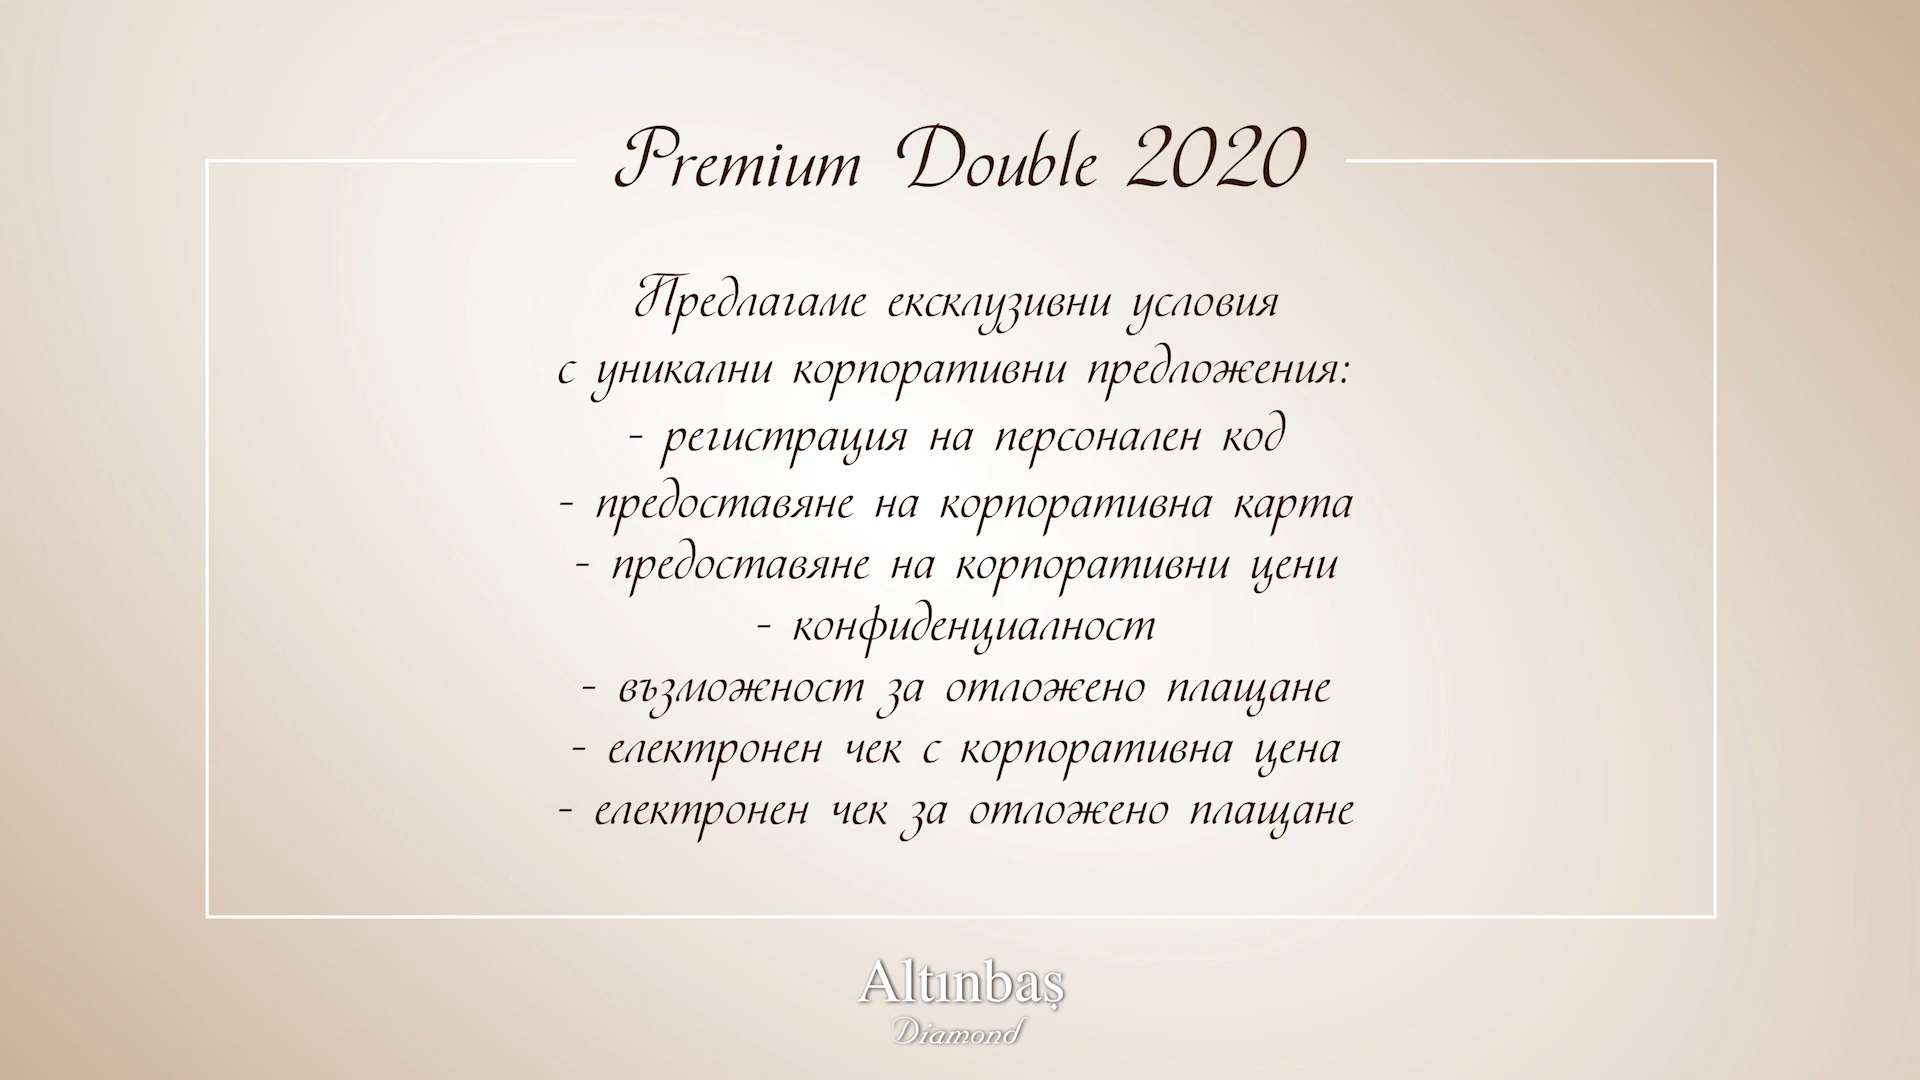 Premium Double 2020
Предлагаме ексклузивни условия
с уникални корпоративни предложения:
- регистрация на персонален код
- предоставяне на корпоративна карта
- предоставяне на корпоративни цени
- конфиденциалност
- възможност за отложено плащане
- електронен чек с корпоративна цена
- електронен чек за отложено плащане
Altınbaş
Diamond